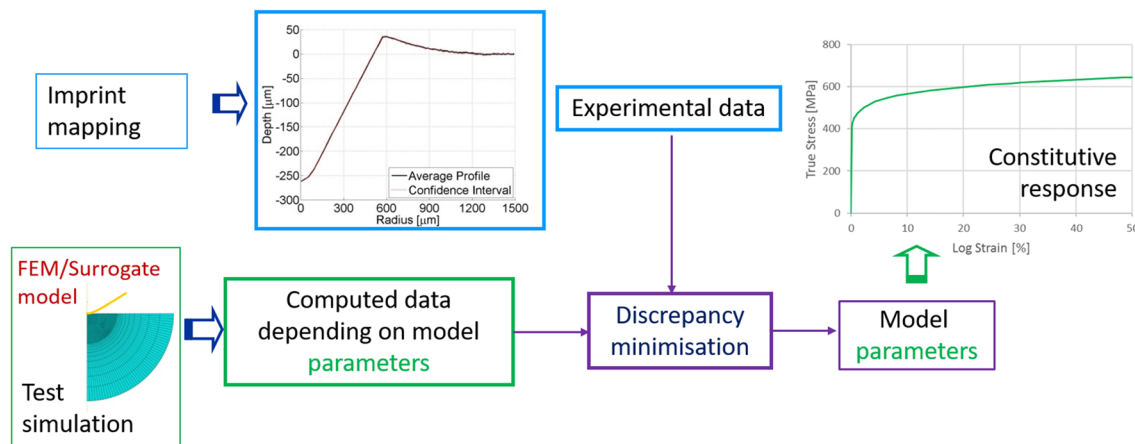 Imprint
mapping
50
0
-50
-100
-150
-200
-250
-300
Depth [μm]
Average Profile
Confidence Interval
0
300
600
900
1200
1500
Radius [μm]
Experimental data
800
600
400
200
0
True Stress [MPa]
Constitutive
response
0
10
20
30
40
50
Log Strain [%]
FEM/Surrogate
model
Test
simulation
Computed data
depending on model
parameters
Discrepancy
minimisation
Model
parameters